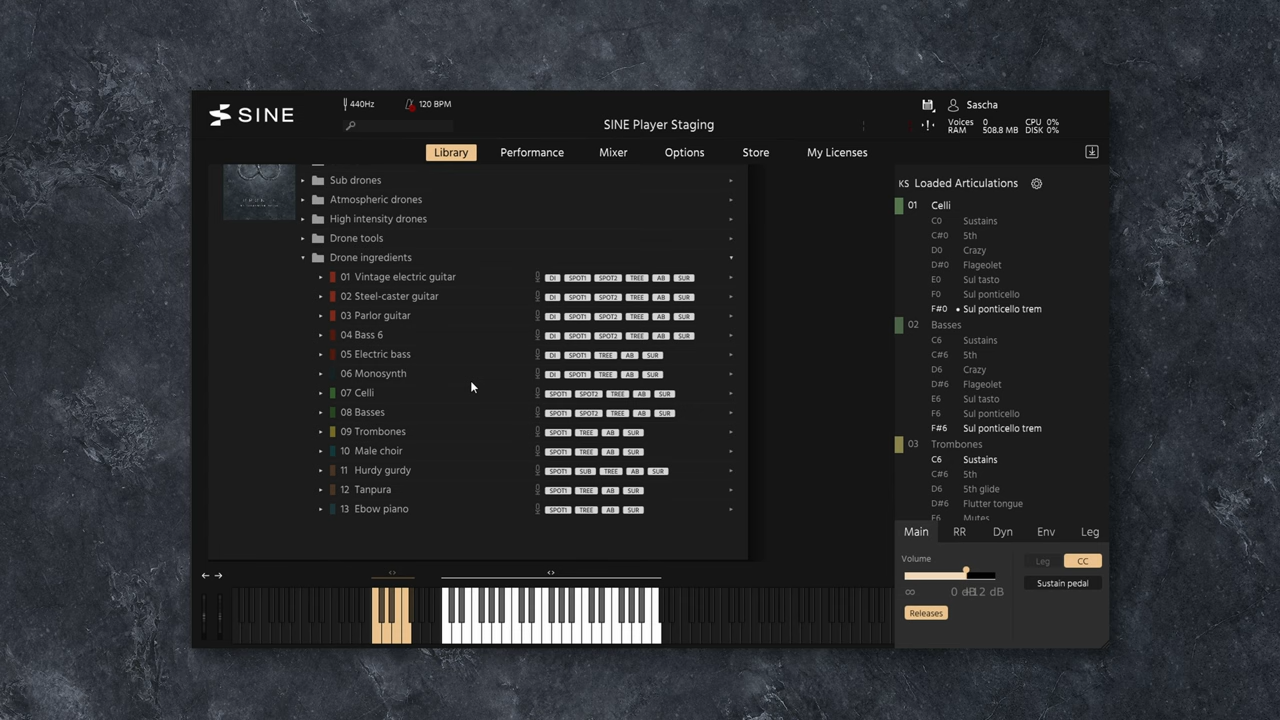 SINE
440Hz
120 BPM
SINE Player Staging
Sascha
Voices 0
RAM 508.8 MB
CPU 0%
DISK 0%
Library Performance Mixer Options Store My Licenses
Sub drones
Atmospheric drones
High intensity drones
Drone tools
Drone ingredients
01 Vintage electric guitar DI SPOT1 SPOT2 TREE AB SUR
02 Steel-caster guitar DI SPOT1 SPOT2 TREE AB SUR
03 Parlor guitar DI SPOT1 SPOT2 TREE AB SUR
04 Bass 6 DI SPOT1 SPOT2 TREE AB SUR
05 Electric bass DI SPOT1 TREE AB SUR
06 Monosynth DI SPOT1 TREE AB SUR
07 Celli SPOT1 SPOT2 TREE AB SUR
08 Basses SPOT1 SPOT2 TREE AB SUR
09 Trombones SPOT1 TREE AB SUR
10 Male choir SPOT1 TREE AB SUR
11 Hurdy gurdy SPOT1 SUB TREE AB SUR
12 Tanpura SPOT1 TREE AB SUR
13 Ebow piano SPOT1 TREE AB SUR
KS Loaded Articulations
01 Celli
C0 Sustains
C#0 5th
D0 Crazy
D#0 Flageolet
E0 Sul tasto
F0 Sul ponticello
F#0 • Sul ponticello trem
02 Basses
C6 Sustains
C#6 5th
D6 Crazy
D#6 Flageolet
E6 Sul tasto
F6 Sul ponticello
F#6 Sul ponticello trem
03 Trombones
C6 Sustains
C#6 5th
D6 5th glide
D#6 Flutter tongue
E6 Mutes
Main RR Dyn Env Leg
Volume
∞ 0 dB +12 dB
Releases
Leg CC
Sustain pedal